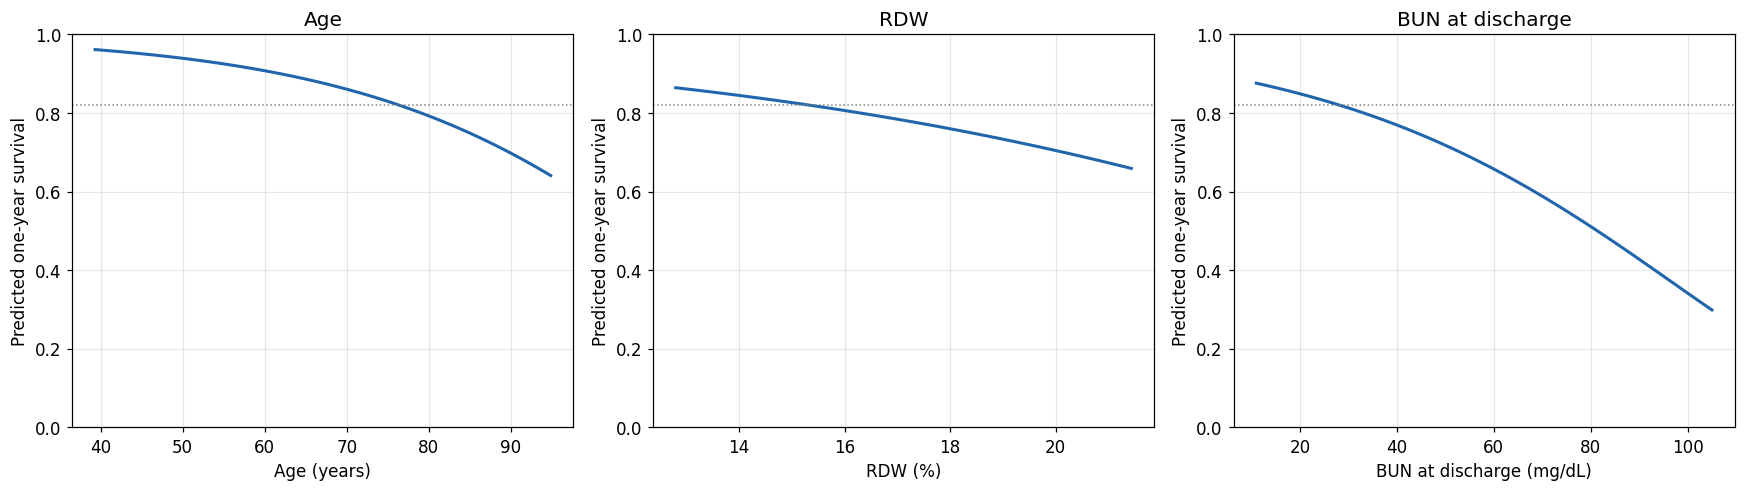 Age
Predicted one-year survival
1.0
0.8
0.6
0.4
0.2
0.0
40 50 60 70 80 90
Age (years)
RDW
Predicted one-year survival
1.0
0.8
0.6
0.4
0.2
0.0
14 16 18 20
RDW (%)
BUN at discharge
Predicted one-year survival
1.0
0.8
0.6
0.4
0.2
0.0
20 40 60 80 100
BUN at discharge (mg/dL)